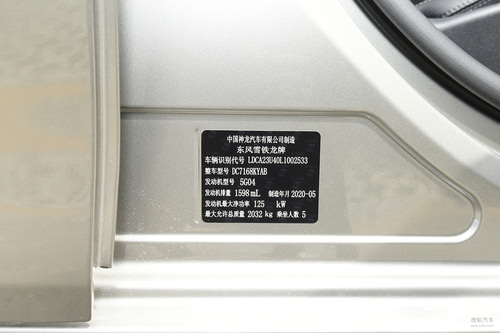 中国神龙汽车有限公司制造
东风雪铁龙牌
车辆识别代号 LDCA23U40L1002533
整车型号 DC7168KYAB
发动机型号 5G04
发动机排量 1598 mL 制造年月 2020-05
发动机最大净功率 125 kW
最大允许总质量 2032 kg 乘坐人数 5